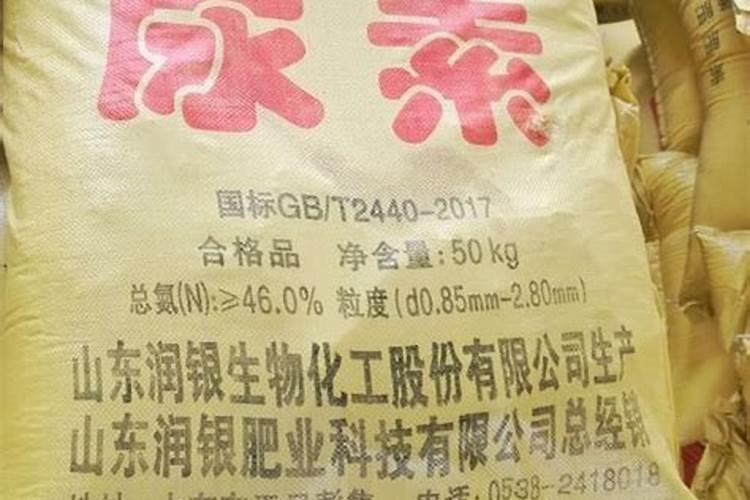 尿素
国标GB/T2440-2017
合格品 净含量:50kg
总氮(N):≥46.0% 粒度(d0.85mm-2.80mm)
山东润银生物化工股份有限公司生产
山东润银肥业科技有限公司总经销
电话:0538-2418018